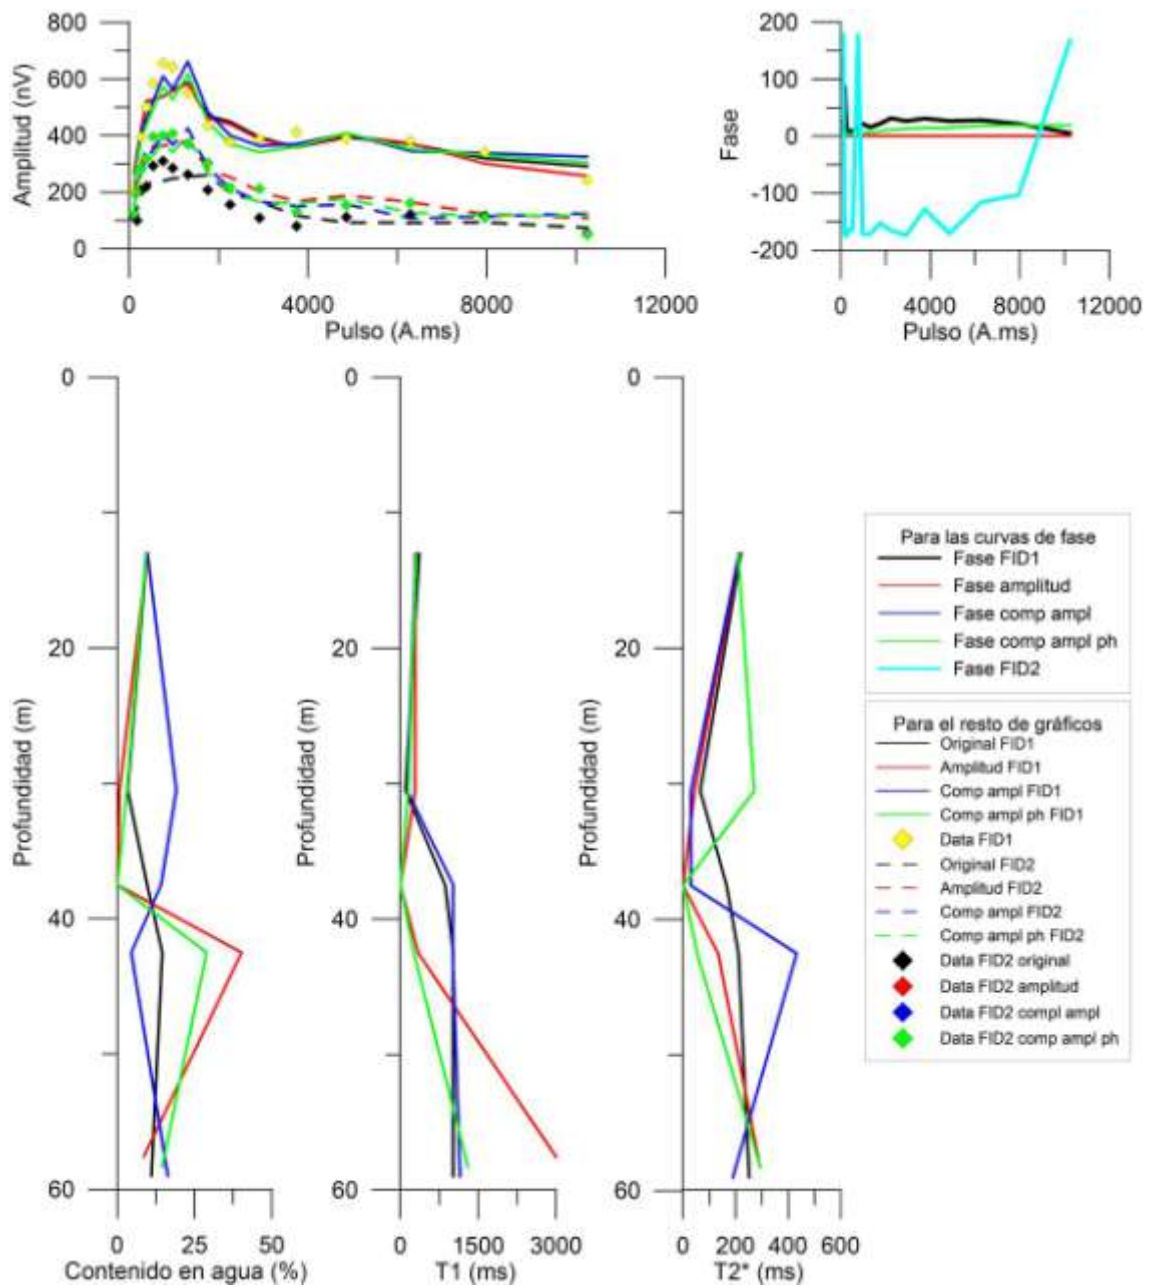 800
600
400
200
0
Amplitud (nV)
0 4000 8000 12000
Pulso (A.ms)
200
100
0
-100
-200
Fase
0 4000 8000 12000
Pulso (A.ms)
0
20
40
60
Profundidad (m)
0 50
Contenido en agua (%)
0
20
40
60
Profundidad (m)
0 1500 3000
T1 (ms)
0
20
40
60
Profundidad (m)
0 200 400 600
T2* (ms)
Para las curvas de fase
Fase FID1
Fase amplitud
Fase comp ampl
Fase comp ampl ph
Fase FID2
Para el resto de gráficos
Original FID1
Amplitud FID1
Comp ampl FID1
Comp ampl ph FID1
Data FID1
Original FID2
Amplitud FID2
Comp ampl FID2
Comp ampl ph FID2
Data FID2 original
Data FID2 amplitud
Data FID2 compl ampl
Data FID2 comp ampl ph